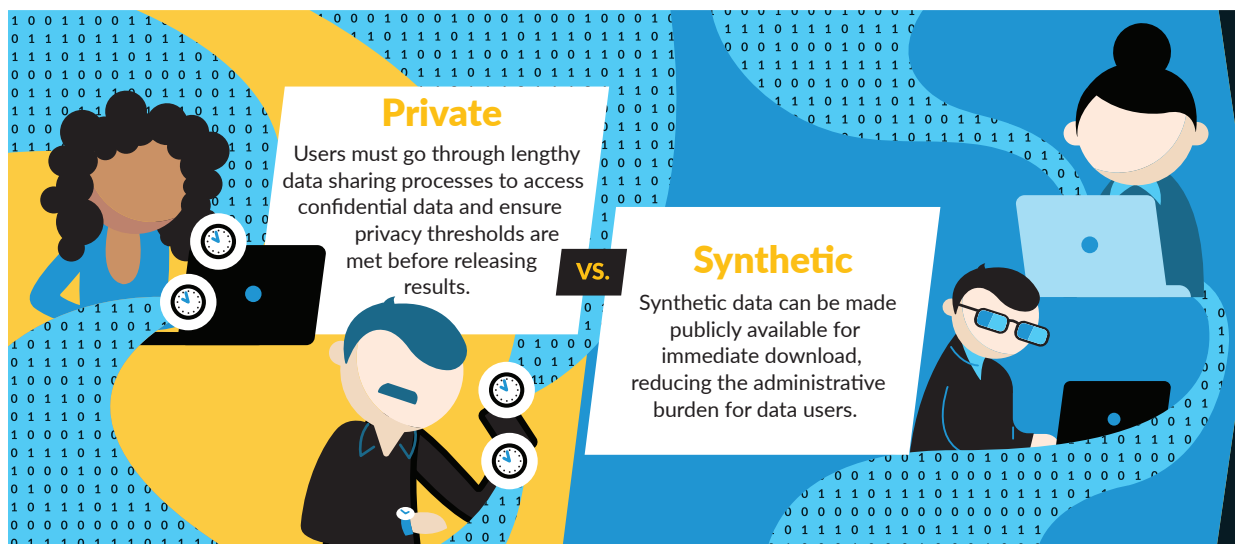 Private
Users must go through lengthy
data sharing processes to access
confidential data and ensure
privacy thresholds are
met before releasing
results.
VS.
Synthetic
Synthetic data can be made
publicly available for
immediate download,
reducing the administrative
burden for data users.